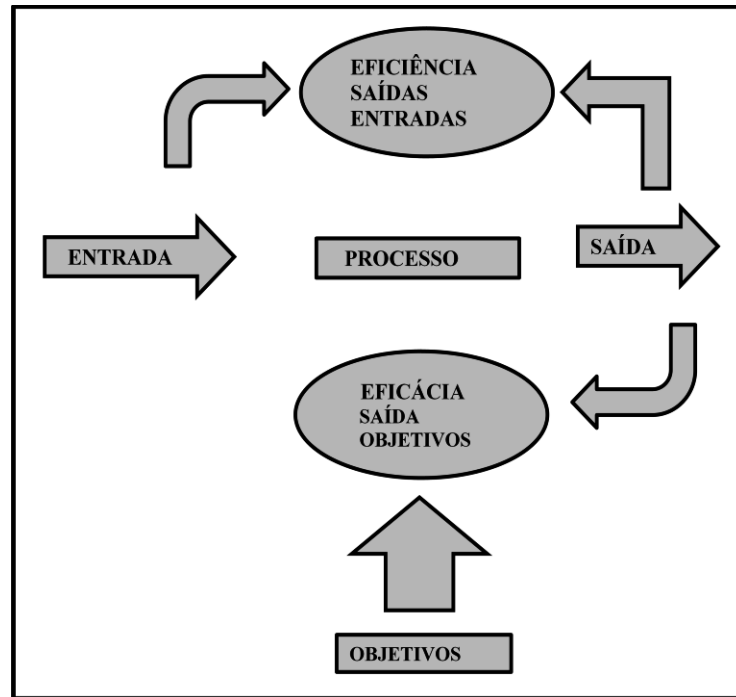 EFICIÊNCIA
SAÍDAS
ENTRADAS
ENTRADA
PROCESSO
SAÍDA
EFICÁCIA
SAÍDA
OBJETIVOS
OBJETIVOS